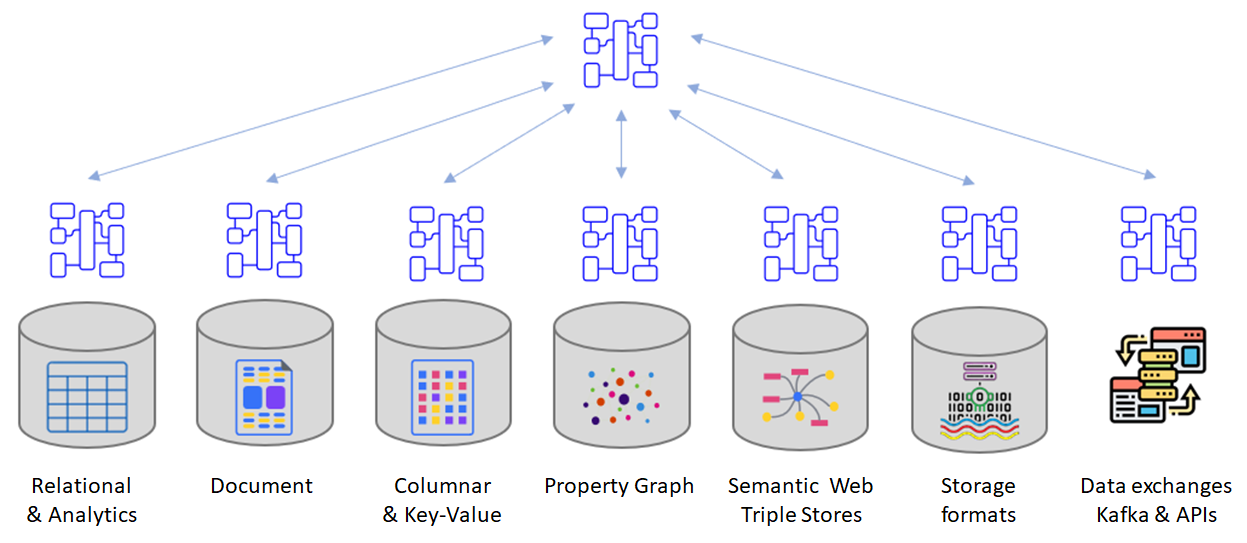 Relational
& Analytics
Document
Columnar
& Key-Value
Property Graph
Semantic Web
Triple Stores
Storage
formats
Data exchanges
Kafka & APIs